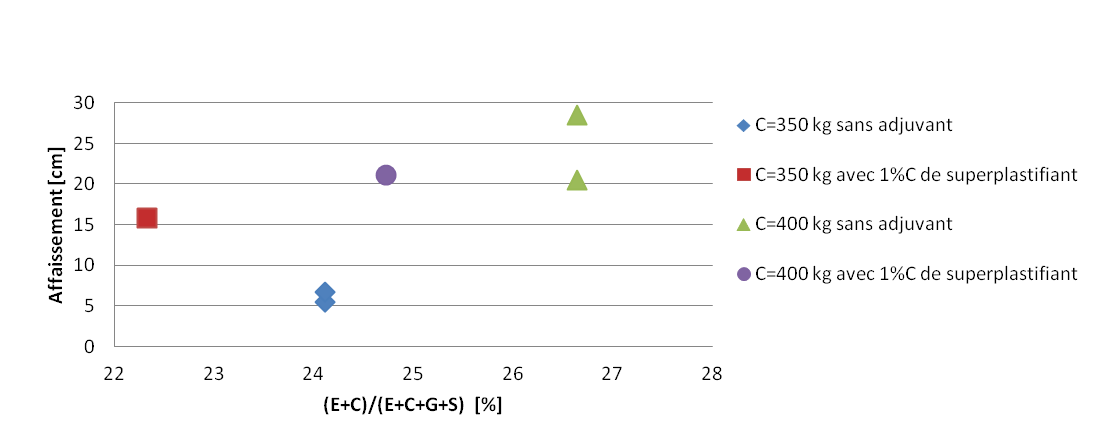 30
25
20
15
10
5
0
Affaissement [cm]
22 23 24 25 26 27 28
(E+C)/(E+C+G+S) [%]
C=350 kg sans adjuvant
C=350 kg avec 1%C de superplastifiant
C=400 kg sans adjuvant
C=400 kg avec 1%C de superplastifiant